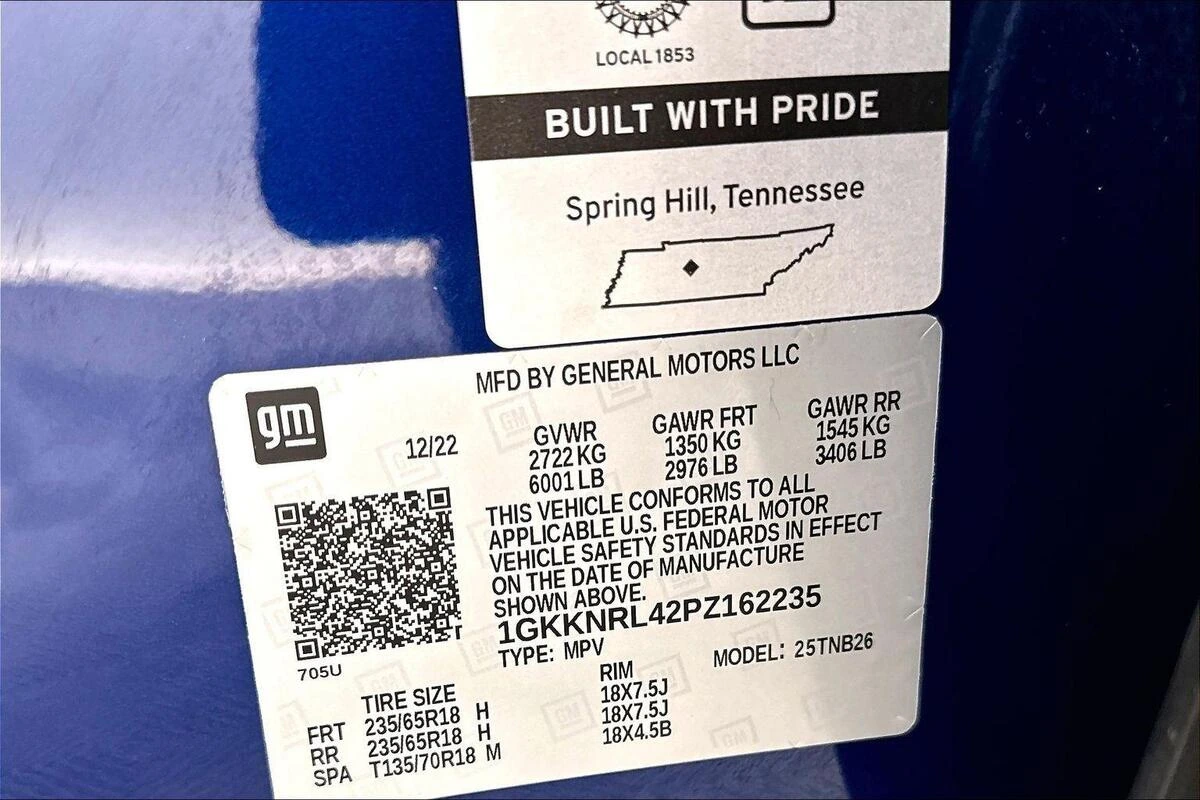 LOCAL 1853
BUILT WITH PRIDE
Spring Hill, Tennessee
MFD BY GENERAL MOTORS LLC
gm
12/22
GVWR
2722 KG
6001 LB
GAWR FRT
1350 KG
2976 LB
GAWR RR
1545 KG
3406 LB
THIS VEHICLE CONFORMS TO ALL
APPLICABLE U.S. FEDERAL MOTOR
VEHICLE SAFETY STANDARDS IN EFFECT
ON THE DATE OF MANUFACTURE
SHOWN ABOVE.
1GKKNRL42PZ162235
TYPE: MPV MODEL: 25TNB26
705U
TIRE SIZE RIM
FRT 235/65R18 H 18X7.5J
RR 235/65R18 H 18X7.5J
SPA T135/70R18 M 18X4.5B